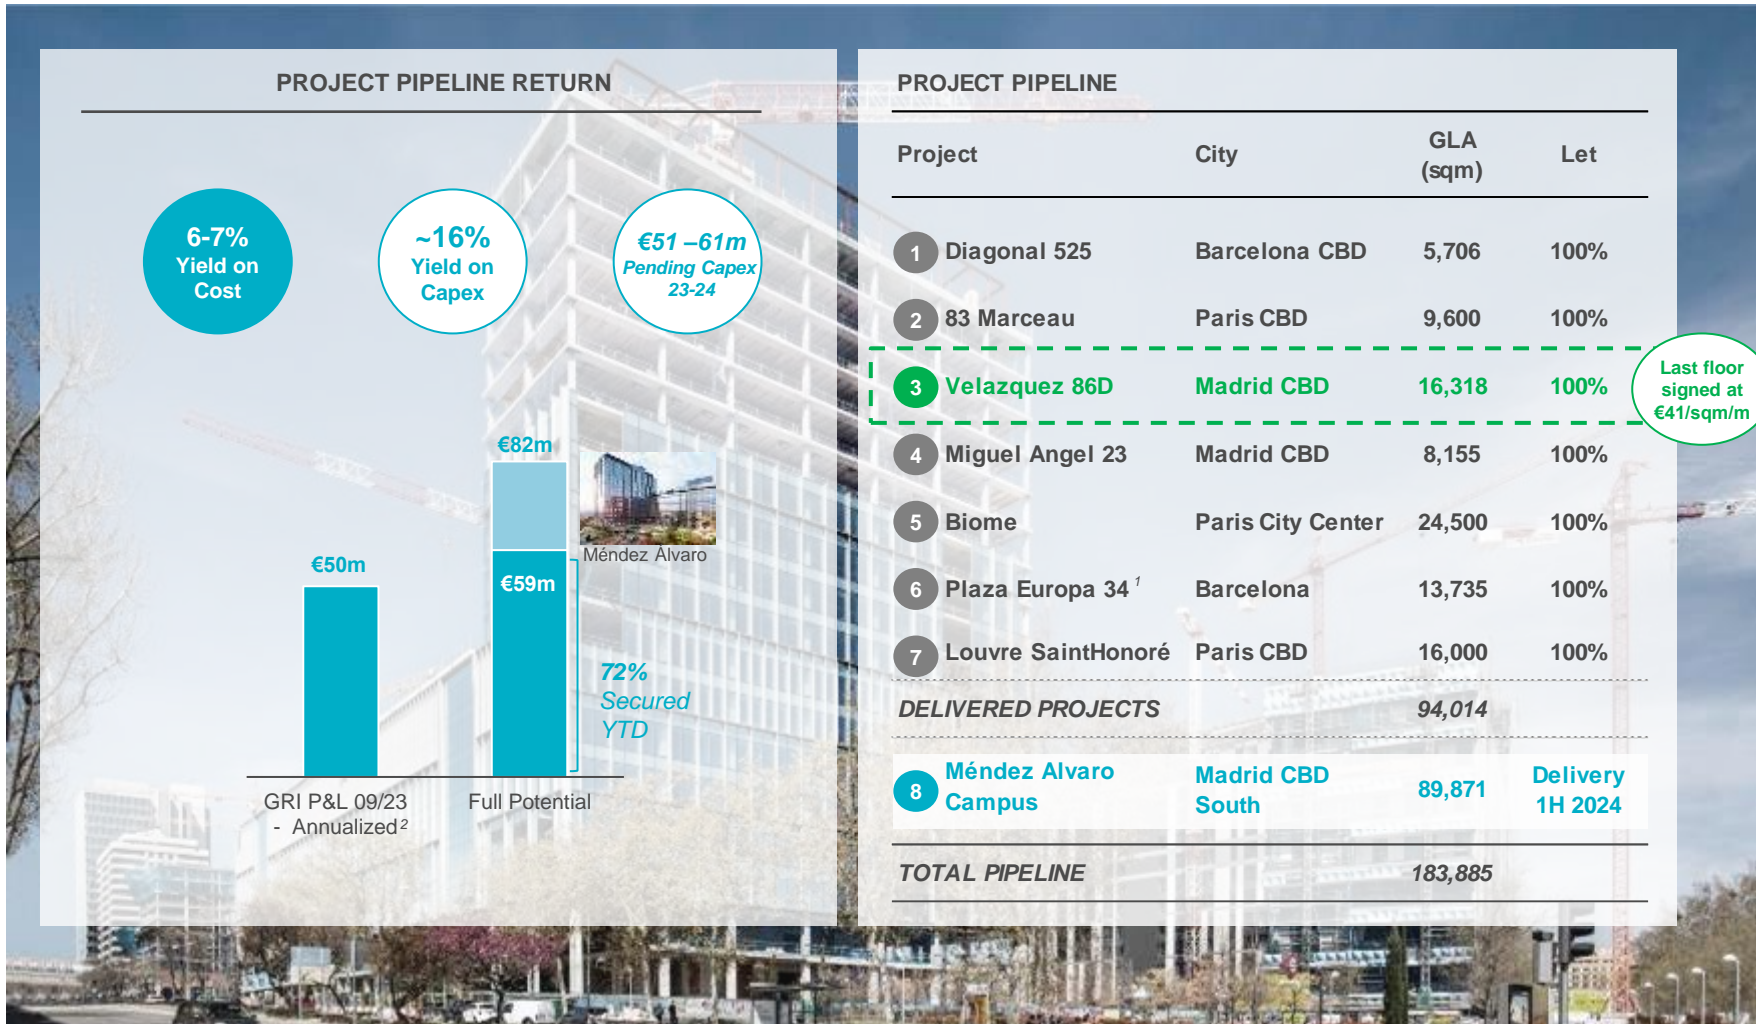 PROJECT PIPELINE RETURN
6-7%
Yield on
Cost
~16%
Yield on
Capex
€51 –61m
Pending Capex
23-24
€82m
Méndez Álvaro
€50m
€59m
72%
Secured
YTD
GRI P&L 09/23
- Annualized²
Full Potential
PROJECT PIPELINE
Project City GLA (sqm) Let
1 Diagonal 525 Barcelona CBD 5,706 100%
2 83 Marceau Paris CBD 9,600 100%
3 Velazquez 86D Madrid CBD 16,318 100%
Last floor
signed at
€41/sqm/m
4 Miguel Angel 23 Madrid CBD 8,155 100%
5 Biome Paris City Center 24,500 100%
6 Plaza Europa 34 ¹ Barcelona 13,735 100%
7 Louvre SaintHonoré Paris CBD 16,000 100%
DELIVERED PROJECTS 94,014
8 Méndez Alvaro Campus Madrid CBD South 89,871 Delivery 1H 2024
TOTAL PIPELINE 183,885